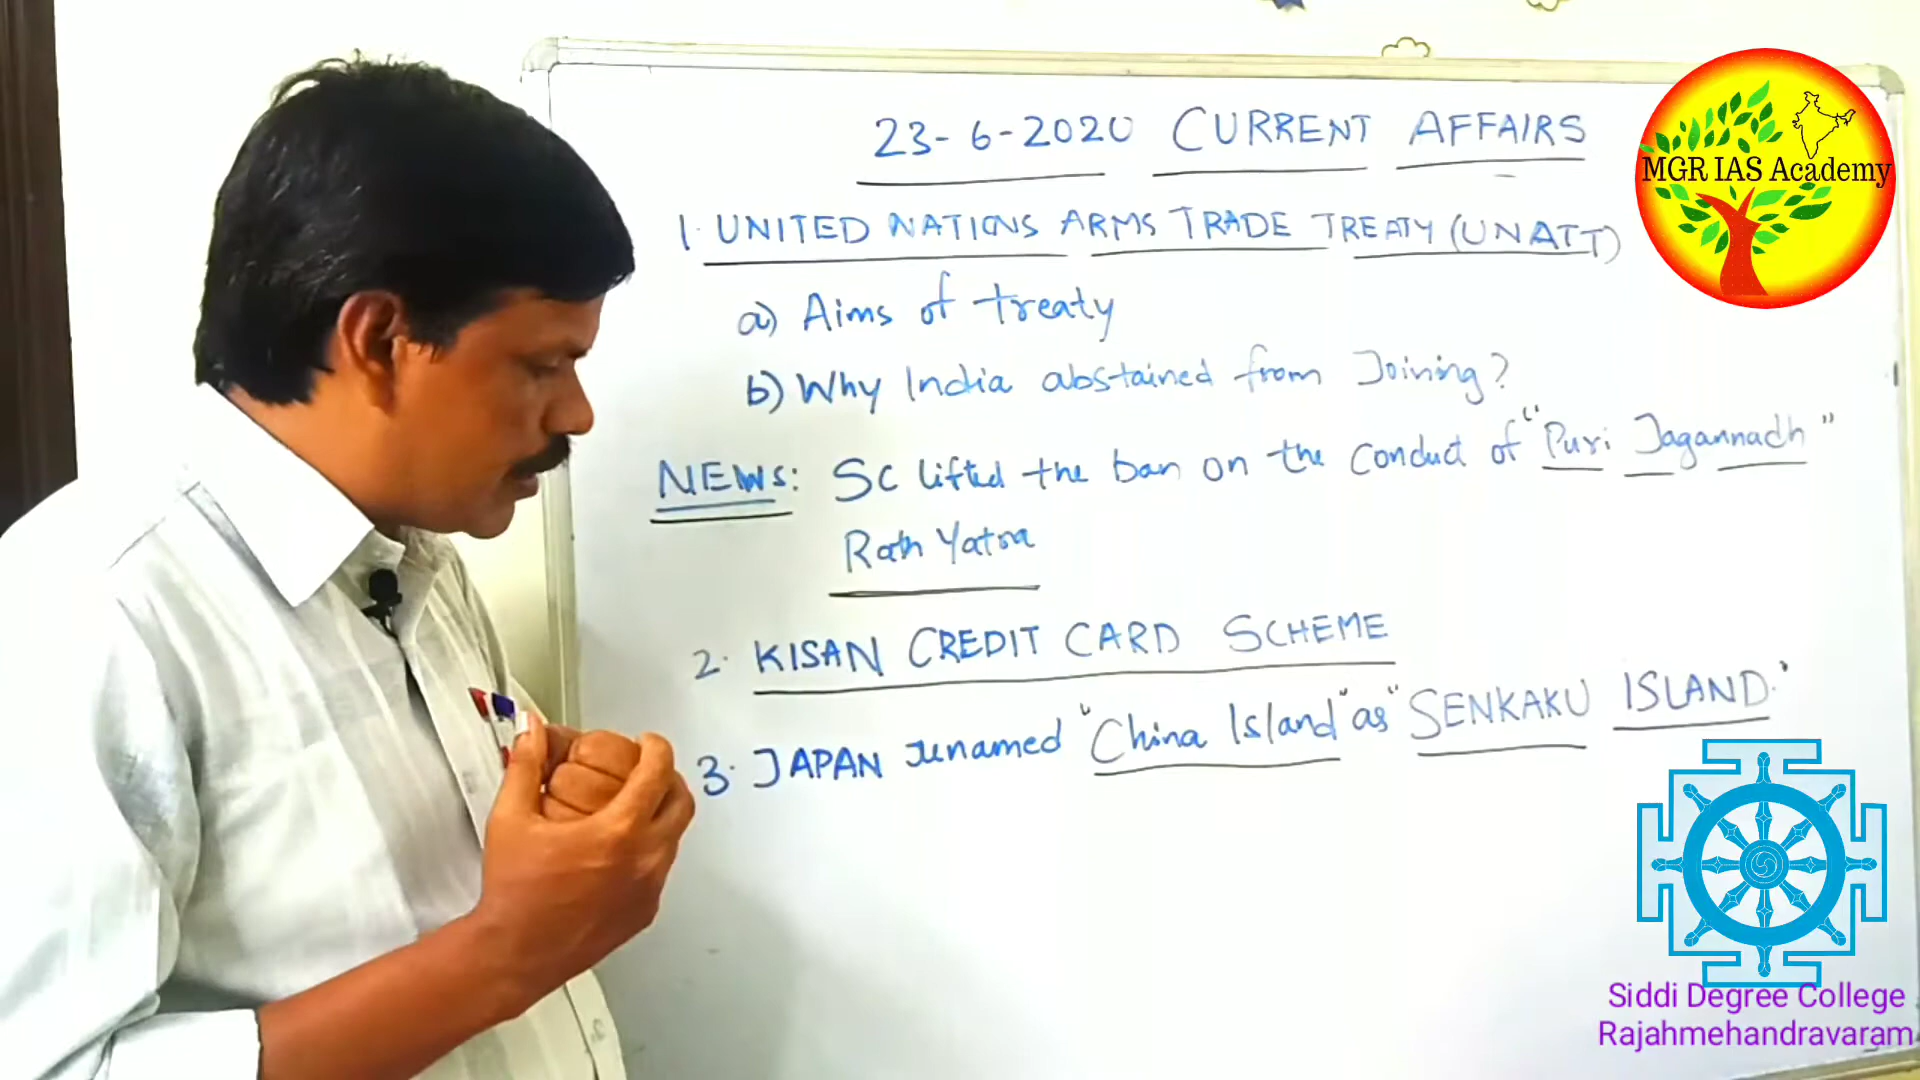 23-6-2020 CURRENT AFFAIRS
1. UNITED NATIONS ARMS TRADE TREATY (UNATT)
a) Aims of treaty
b) Why India abstained from Joining?
NEWS: SC lifted the ban on the conduct of "Puri Jagannadh"
Rath Yatra
2. KISAN CREDIT CARD SCHEME
3. JAPAN renamed "China Island" as "SENKAKU ISLAND."
MGR IAS Academy
Siddi Degree College
Rajahmehandravaram